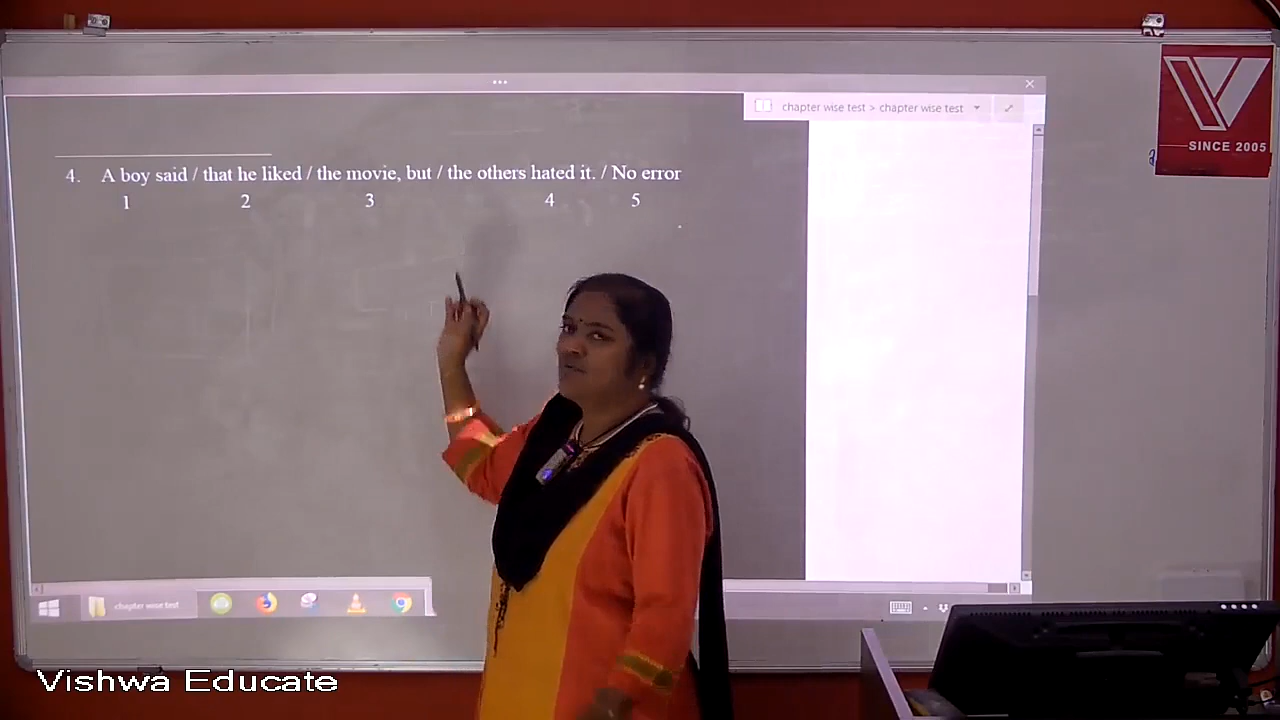 chapter wise test > chapter wise test
SINCE 2005
4. A boy said / that he liked / the movie, but / the others hated it. / No error
1 2 3 4 5
chapter wise test
Vishwa Educate